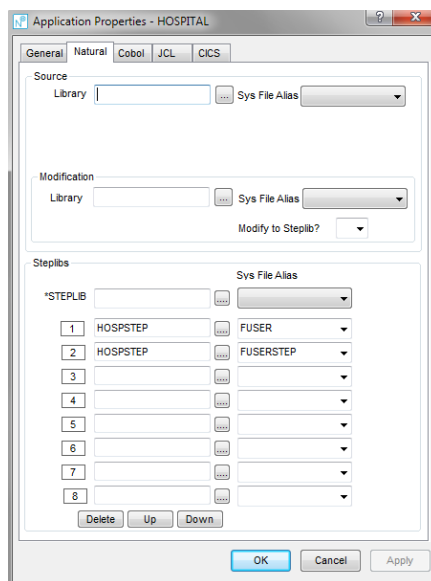 Application Properties - HOSPITAL
General Natural Cobol JCL CICS
Source
Library ... Sys File Alias
Modification
Library ... Sys File Alias
Modify to Steplib?
Steplibs
Sys File Alias
*STEPLIB ....
1 HOSPSTEP .... FUSER
2 HOSPSTEP .... FUSERSTEP
3 ....
4 ....
5 ....
6 ....
7 ....
8 ....
Delete Up Down
OK Cancel Apply